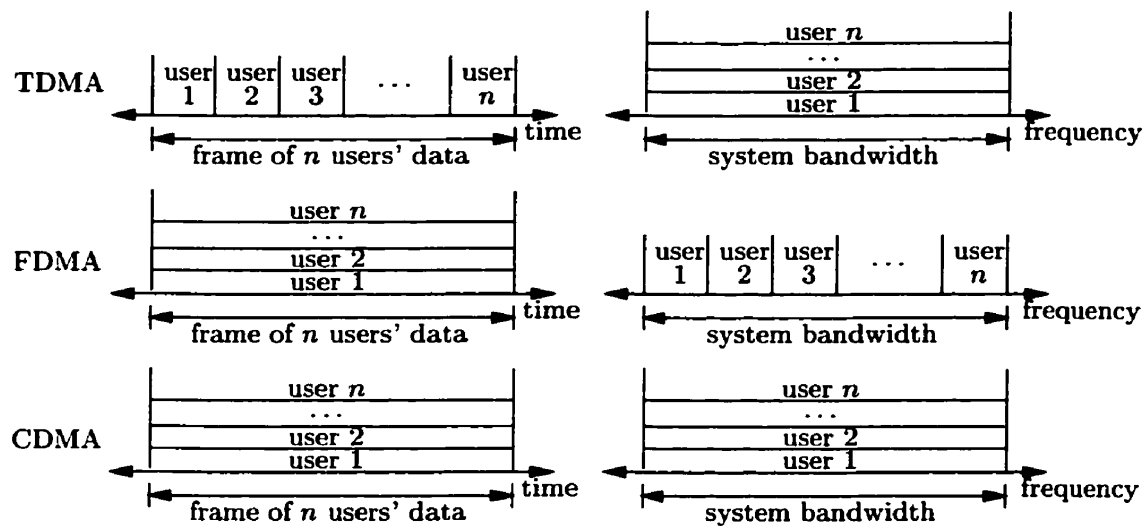 TDMA
user 1
user 2
user 3
...
user n
time
frame of n users' data
user n
...
user 2
user 1
frequency
system bandwidth
FDMA
user n
...
user 2
user 1
time
frame of n users' data
user 1
user 2
user 3
...
user n
frequency
system bandwidth
CDMA
user n
...
user 2
user 1
time
frame of n users' data
user n
...
user 2
user 1
frequency
system bandwidth